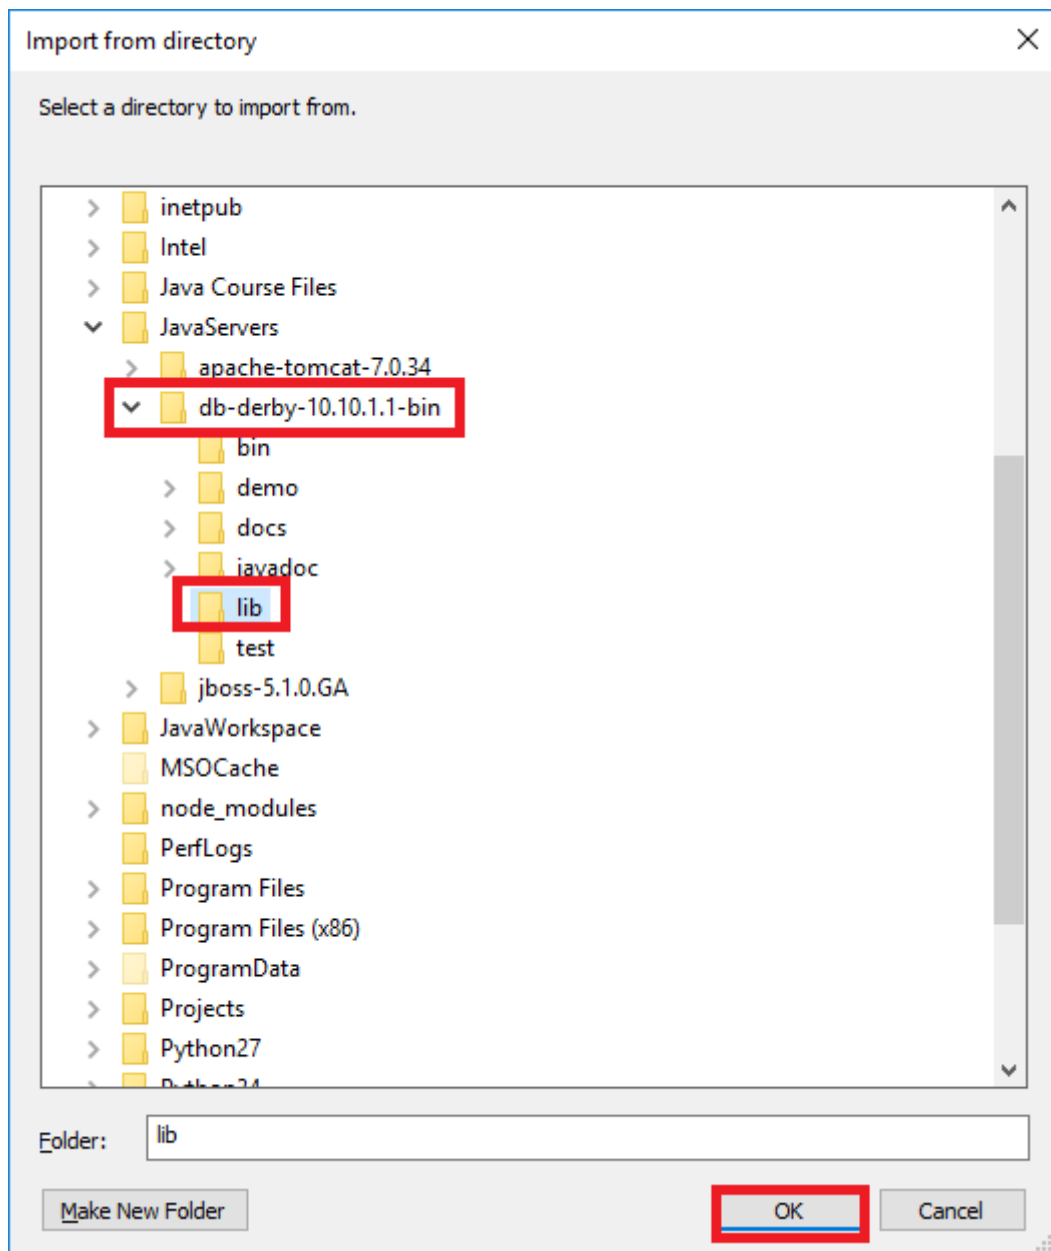 Import from directory
Select a directory to import from.
inetpub
Intel
Java Course Files
JavaServers
apache-tomcat-7.0.34
db-derby-10.10.1.1-bin
bin
demo
docs
javadoc
lib
test
jboss-5.1.0.GA
JavaWorkspace
MSOCache
node_modules
PerfLogs
Program Files
Program Files (x86)
ProgramData
Projects
Python27
Python34
Folder: lib
Make New Folder OK Cancel